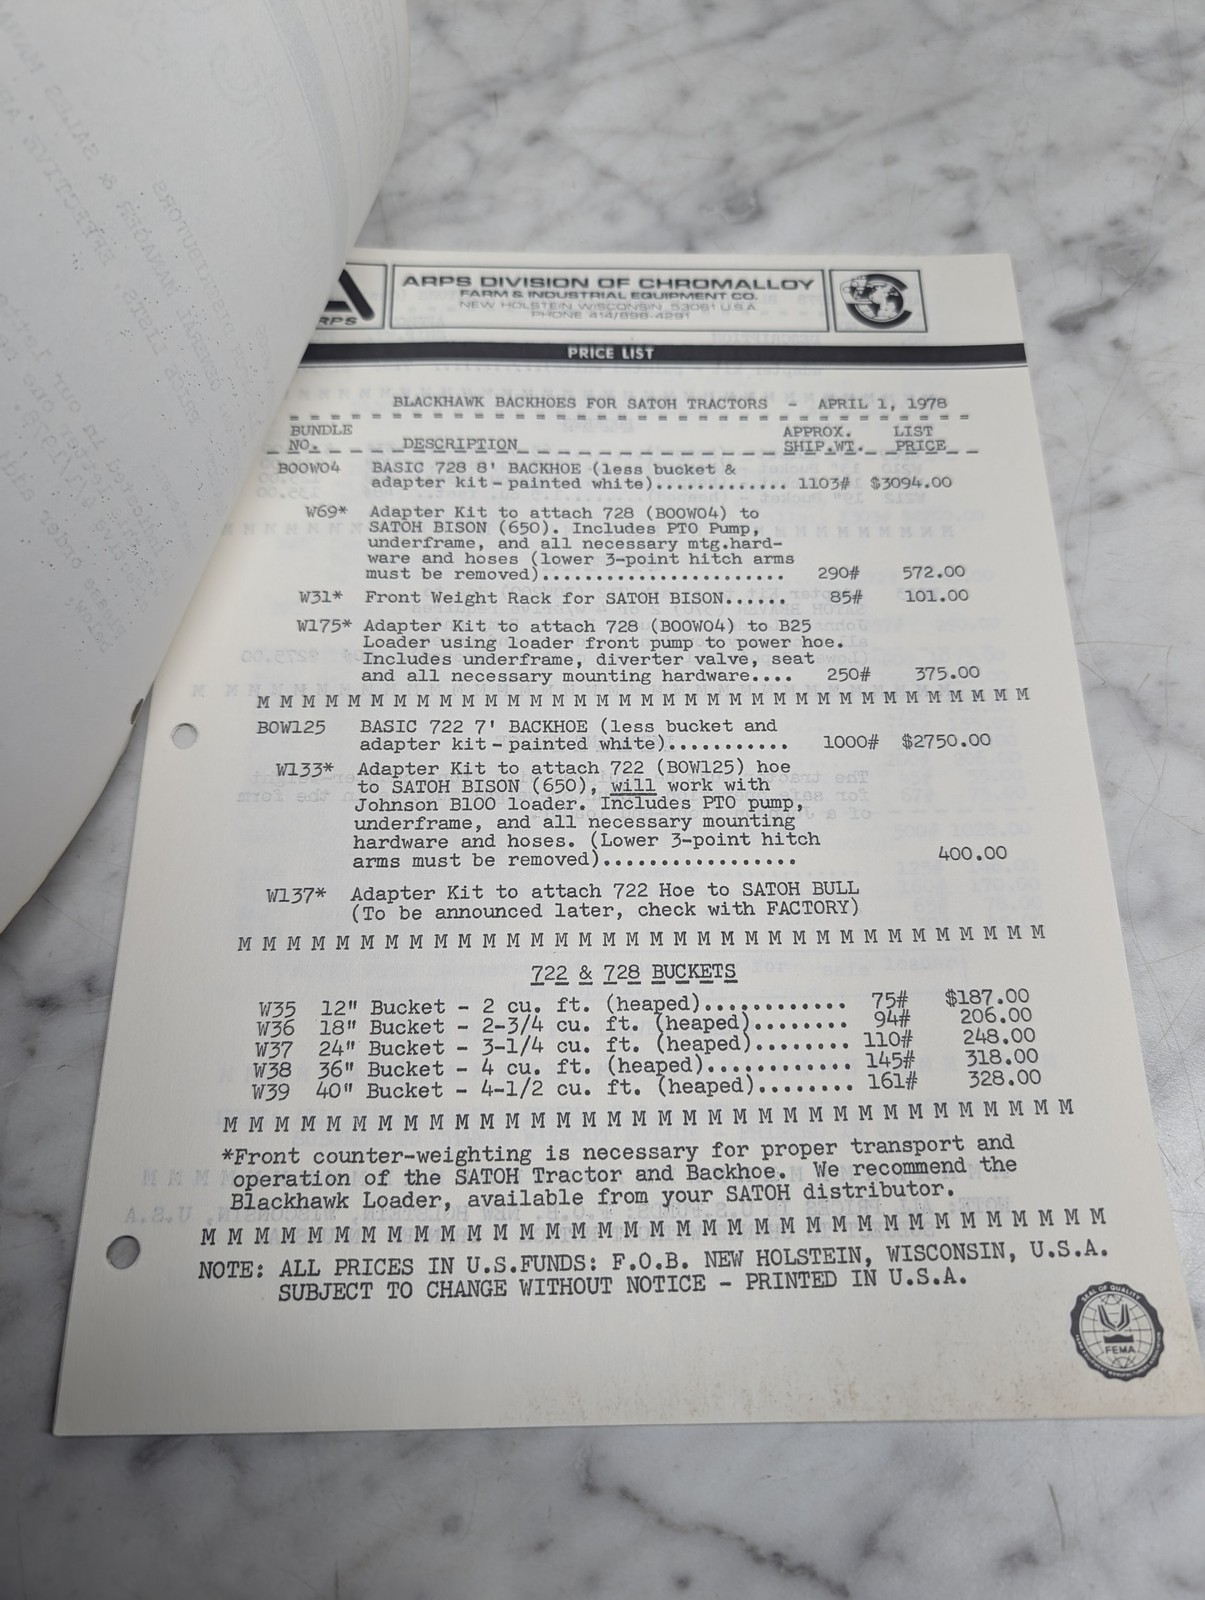 ARPS
ARPS DIVISION OF CHROMALLOY
FARM & INDUSTRIAL EQUIPMENT CO.
NEW HOLSTEIN, WISCONSIN 53061 U S A
PHONE 414/898-4291
PRICE LIST
BLACKHAWK BACKHOES FOR SATOH TRACTORS - APRIL 1, 1978
BUNDLE NO. DESCRIPTION APPROX. SHIP.WT. LIST PRICE
B00W04 BASIC 728 8' BACKHOE (less bucket &
adapter kit - painted white)............. 1103# $3094.00
W69* Adapter Kit to attach 728 (B00W04) to
SATOH BISON (650). Includes PTO Pump,
underframe, and all necessary mtg.hard-
ware and hoses (lower 3-point hitch arms
must be removed)....................... 290# 572.00
W31* Front Weight Rack for SATOH BISON...... 85# 101.00
W175* Adapter Kit to attach 728 (B00W04) to B25
Loader using loader front pump to power hoe.
Includes underframe, diverter valve, seat
and all necessary mounting hardware.... 250# 375.00
M M M M M M M M M M M M M M M M M M M M M M M M M M M M M M M M
B0W125 BASIC 722 7' BACKHOE (less bucket and
adapter kit - painted white)........... 1000# $2750.00
W133* Adapter Kit to attach 722 (B0W125) hoe
to SATOH BISON (650), will work with
Johnson B100 loader. Includes PTO pump,
underframe, and all necessary mounting
hardware and hoses. (Lower 3-point hitch
arms must be removed)................. 400.00
W137* Adapter Kit to attach 722 Hoe to SATOH BULL
(To be announced later, check with FACTORY)
M M M M M M M M M M M M M M M M M M M M M M M M M M M M M M M M M
722 & 728 BUCKETS
W35 12" Bucket - 2 cu. ft. (heaped)............ 75# $187.00
W36 18" Bucket - 2-3/4 cu. ft. (heaped)........ 94# 206.00
W37 24" Bucket - 3-1/4 cu. ft. (heaped)........ 110# 248.00
W38 36" Bucket - 4 cu. ft. (heaped)............ 145# 318.00
W39 40" Bucket - 4-1/2 cu. ft. (heaped)........ 161# 328.00
M M M M M M M M M M M M M M M M M M M M M M M M M M M M M M M M M
*Front counter-weighting is necessary for proper transport and
operation of the SATOH Tractor and Backhoe. We recommend the
Blackhawk Loader, available from your SATOH distributor.
M M M M M M M M M M M M M M M M M M M M M M M M M M M M M M M M M M
NOTE: ALL PRICES IN U.S.FUNDS: F.O.B. NEW HOLSTEIN, WISCONSIN, U.S.A.
SUBJECT TO CHANGE WITHOUT NOTICE - PRINTED IN U.S.A.
SEAL OF QUALITY
FEMA